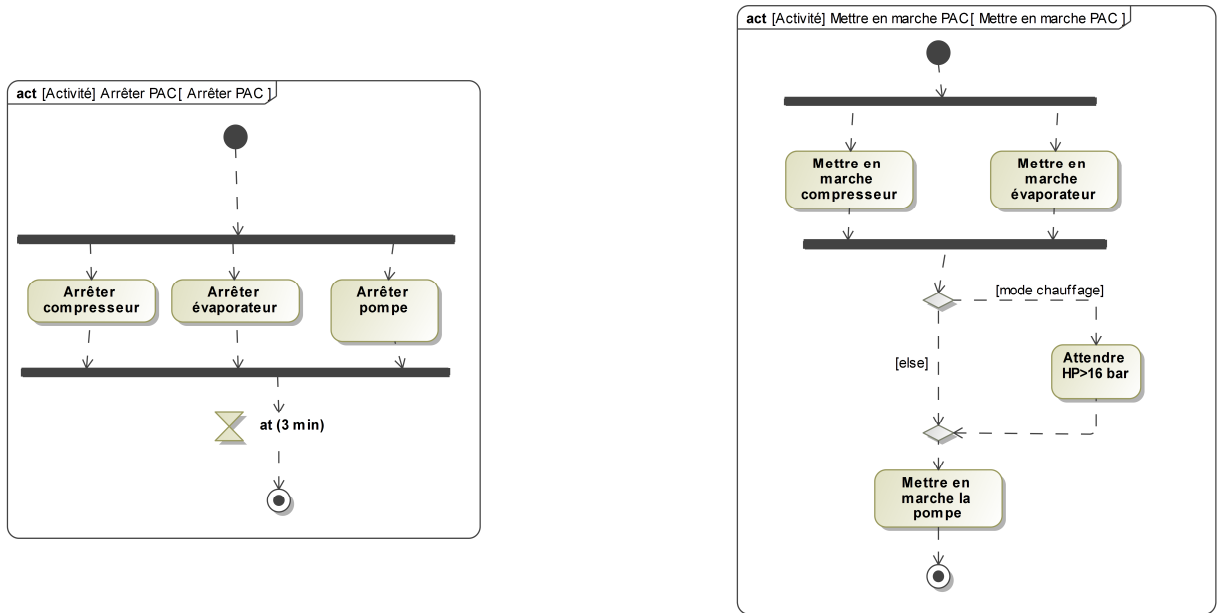 act [Activité] Arrêter PAC[ Arrêter PAC ]
Arrêter
compresseur
Arrêter
évaporateur
Arrêter
pompe
at (3 min)
act [Activité] Mettre en marche PAC[ Mettre en marche PAC ]
Mettre en
marche
compresseur
Mettre en
marche
évaporateur
[mode chauffage]
[else]
Attendre
HP>16 bar
Mettre en
marche la
pompe